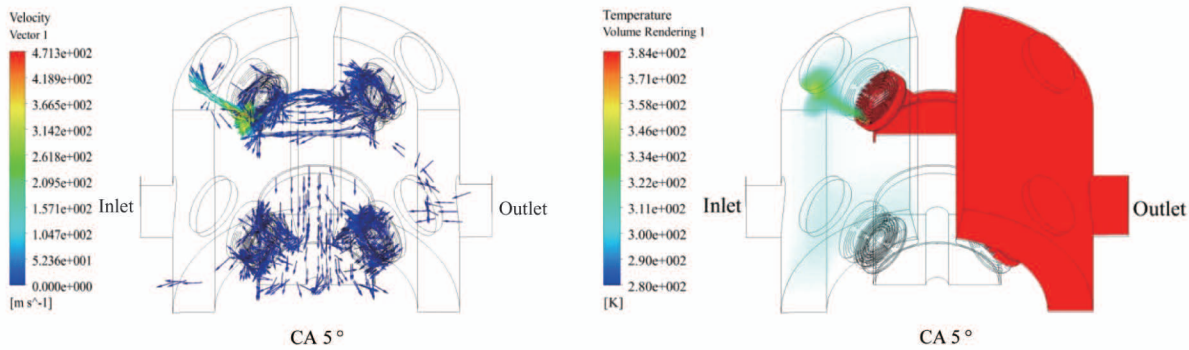 Velocity
Vector 1
4.713e+002
4.189e+002
3.665e+002
3.142e+002
2.618e+002
2.095e+002
1.571e+002
1.047e+002
5.236e+001
0.000e+000
[m s^-1]
Inlet
Outlet
CA 5°
Temperature
Volume Rendering 1
3.84e+002
3.71e+002
3.58e+002
3.46e+002
3.34e+002
3.22e+002
3.11e+002
3.00e+002
2.90e+002
2.80e+002
[K]
Inlet
Outlet
CA 5°